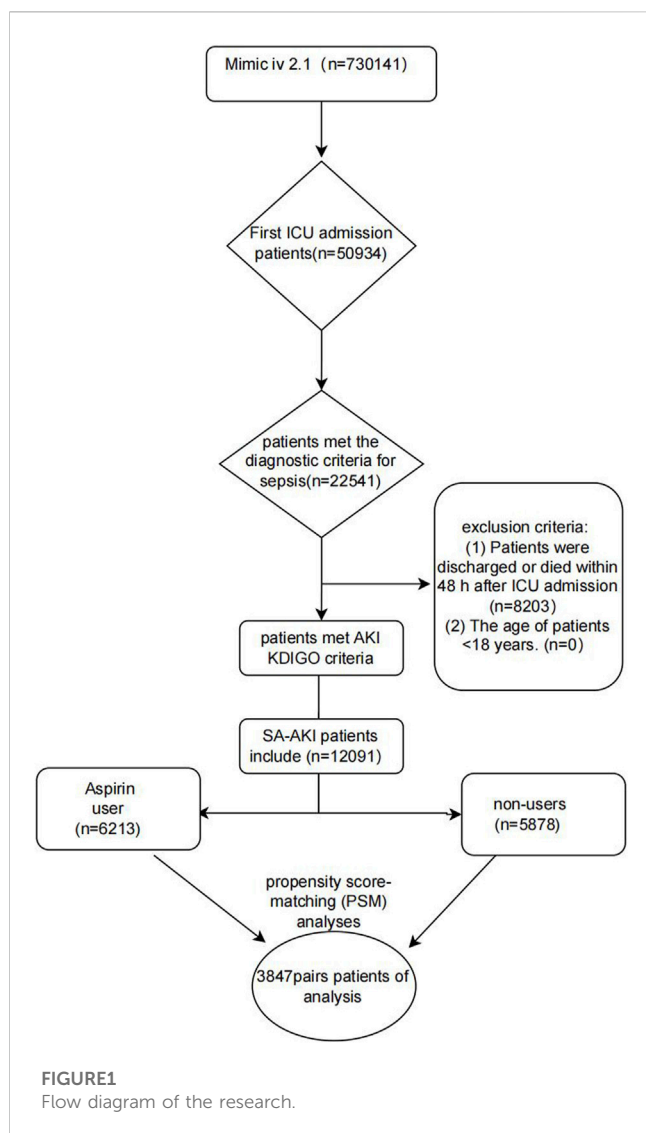 Mimic iv 2.1 (n=730141)
First ICU admission
patients(n=50934)
patients met the
diagnostic criteria for
sepsis(n=22541)
exclusion criteria:
(1) Patients were
discharged or died within
48 h after ICU admission
(n=8203)
(2) The age of patients
<18 years. (n=0)
patients met AKI
KDIGO criteria
SA-AKI patients
include (n=12091)
Aspirin
user
(n=6213)
non-users
(n=5878)
propensity score-
matching (PSM)
analyses
3847pairs patients of
analysis
FIGURE1
Flow diagram of the research.